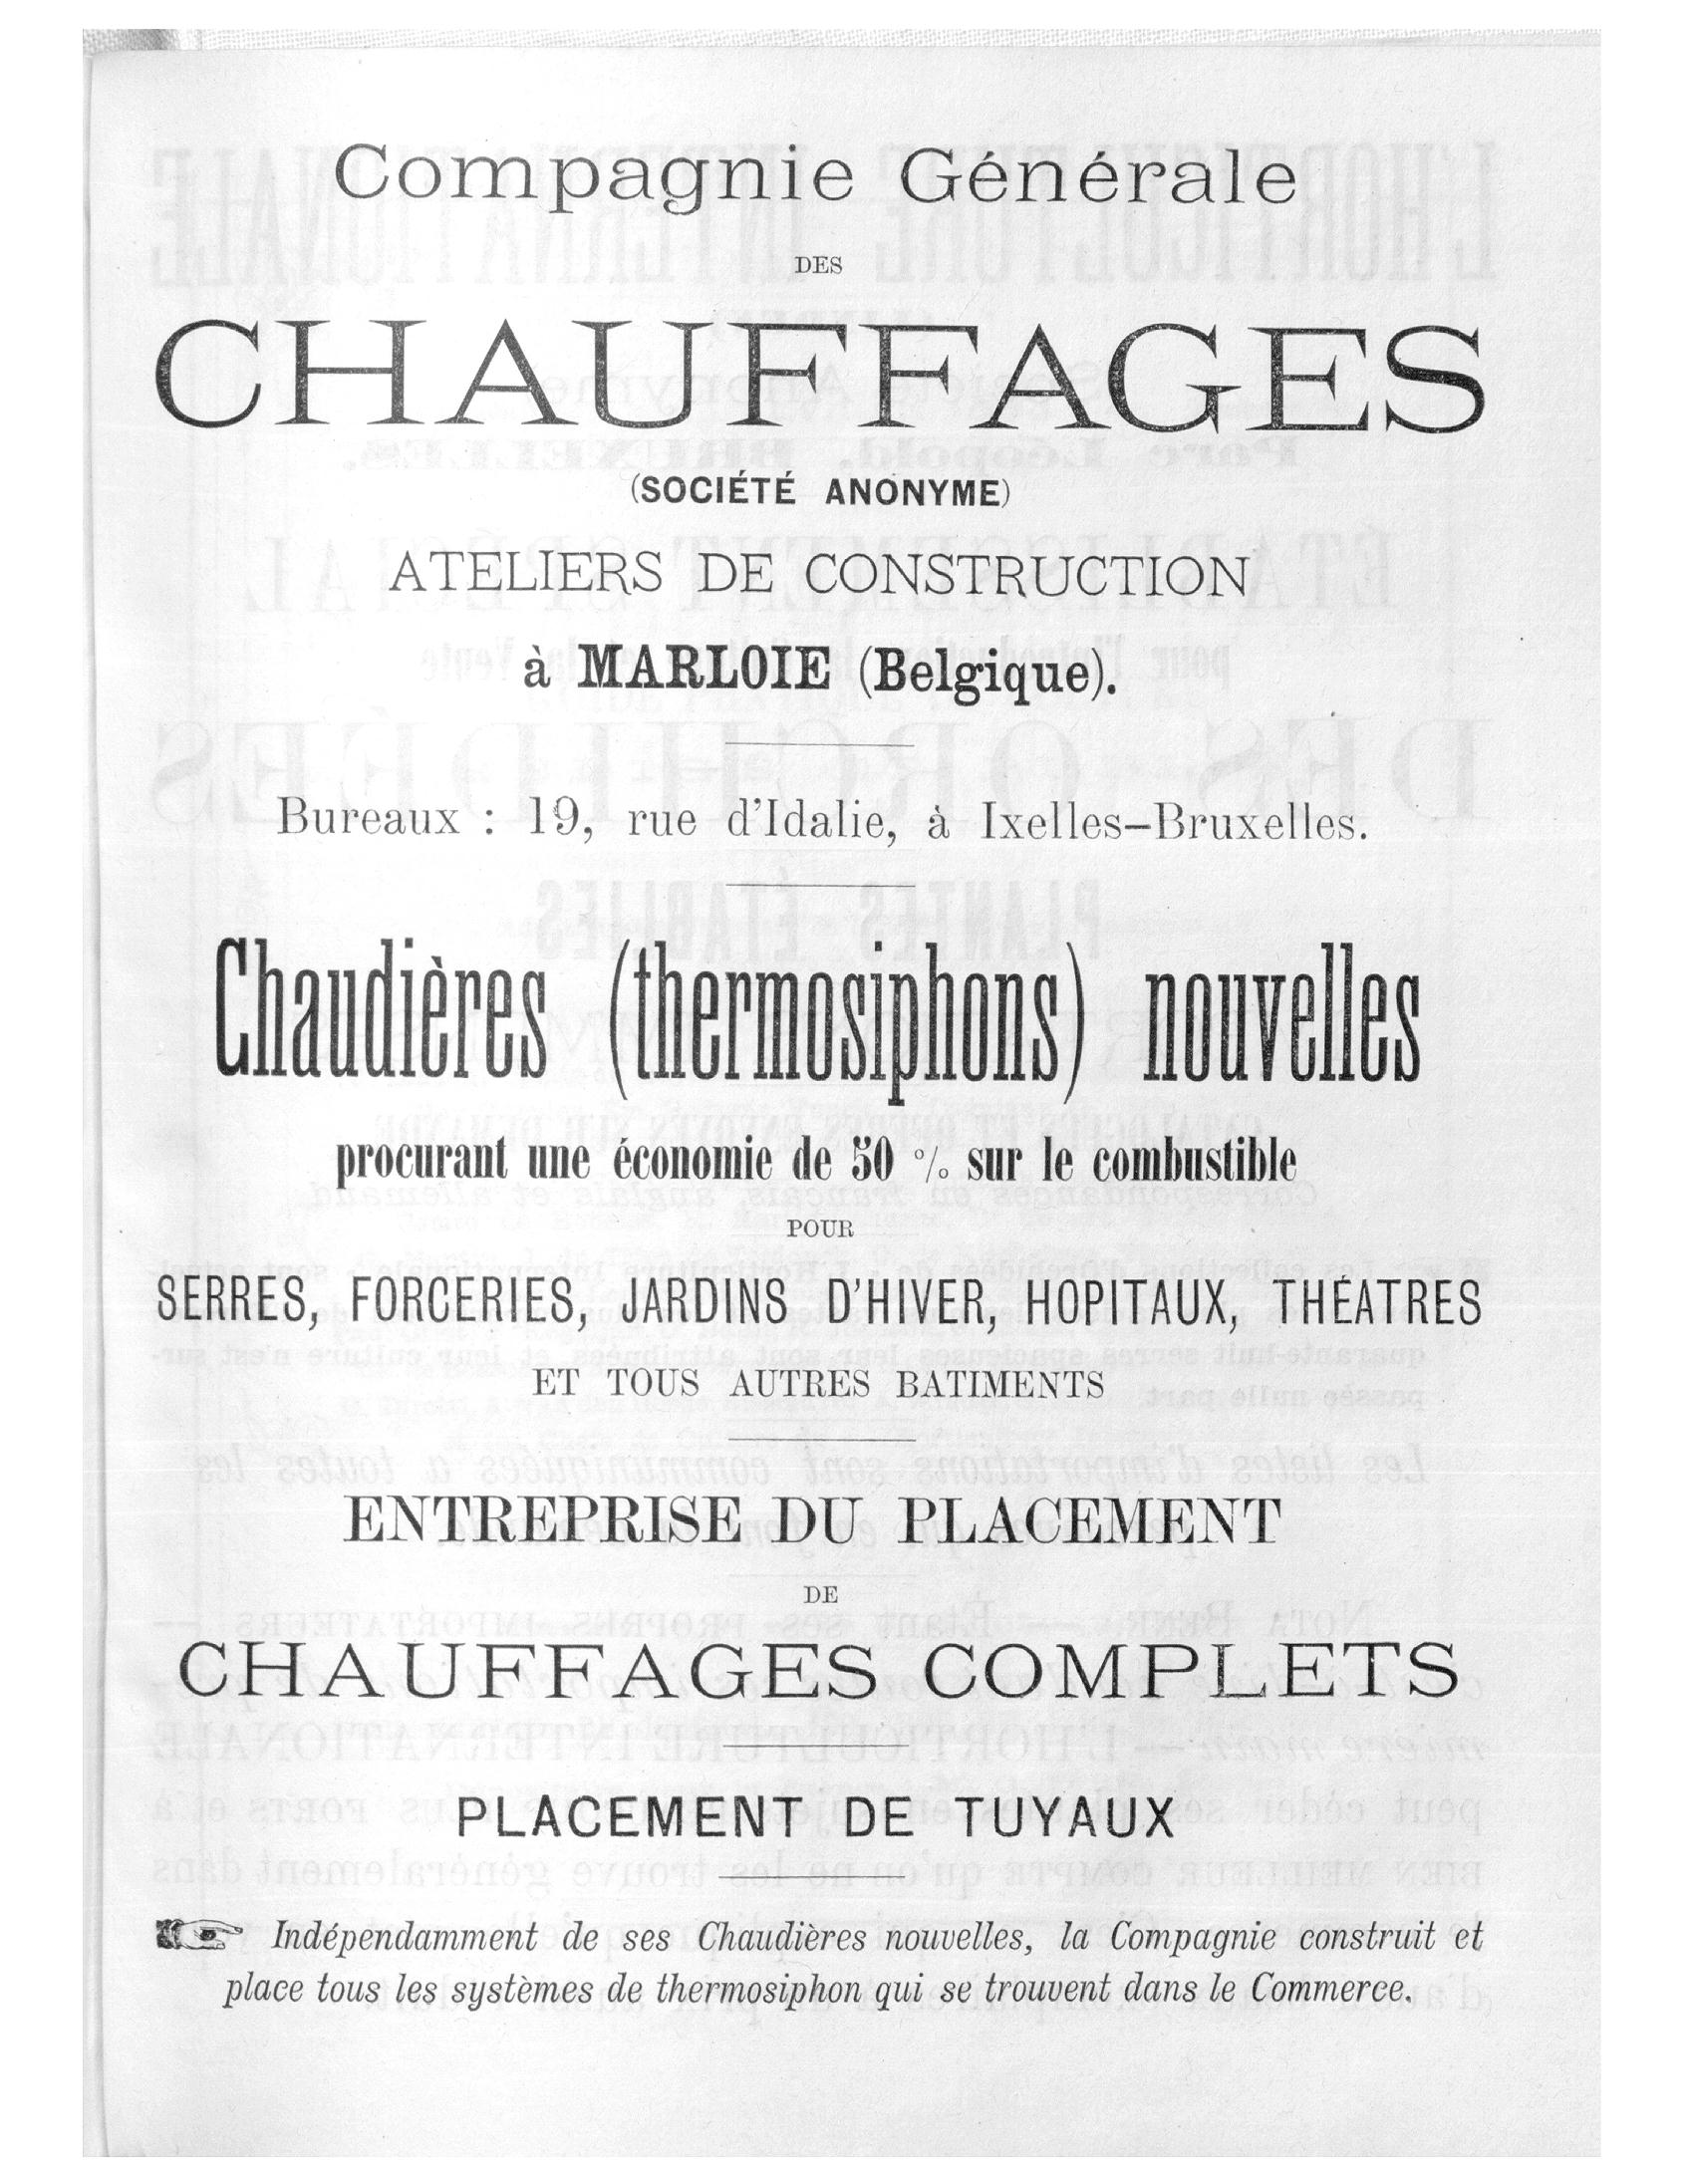 Compagnie Générale
DES
CHAUFFAGES
(SOCIÉTÉ ANONYME)
ATELIERS DE CONSTRUCTION
à MARLOIE (Belgique).
Bureaux : 19, rue d'Idalie, à Ixelles–Bruxelles.
Chaudières (thermosiphons) nouvelles
procurant une économie de 50 % sur le combustible
POUR
SERRES, FORCERIES, JARDINS D'HIVER, HOPITAUX, THÉATRES
ET TOUS AUTRES BATIMENTS
ENTREPRISE DU PLACEMENT
DE
CHAUFFAGES COMPLETS
PLACEMENT DE TUYAUX
☞ Indépendamment de ses Chaudières nouvelles, la Compagnie construit et
place tous les systèmes de thermosiphon qui se trouvent dans le Commerce.